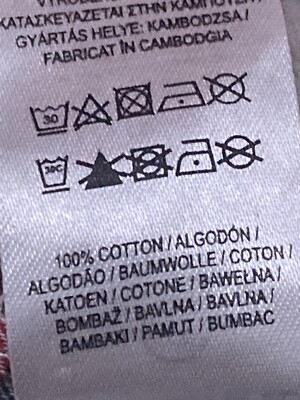 ΚΑΤΑΣΚΕΥΑΖΕΤΑΙ ΣΤΗΝ ΚΑΜΠΟΤΖΗ /
GYÁRTÁS HELYE: KAMBODZSA /
FABRICAT ÎN CAMBODGIA
30
30C
100% COTTON / ALGODÓN /
ALGODÃO / BAUMWOLLE / COTON /
KATOEN / COTONE / BAWEŁNA /
BOMBAŽ / BAVLNA / BAVLNA /
BAMBAKI / PAMUT / BUMBAC